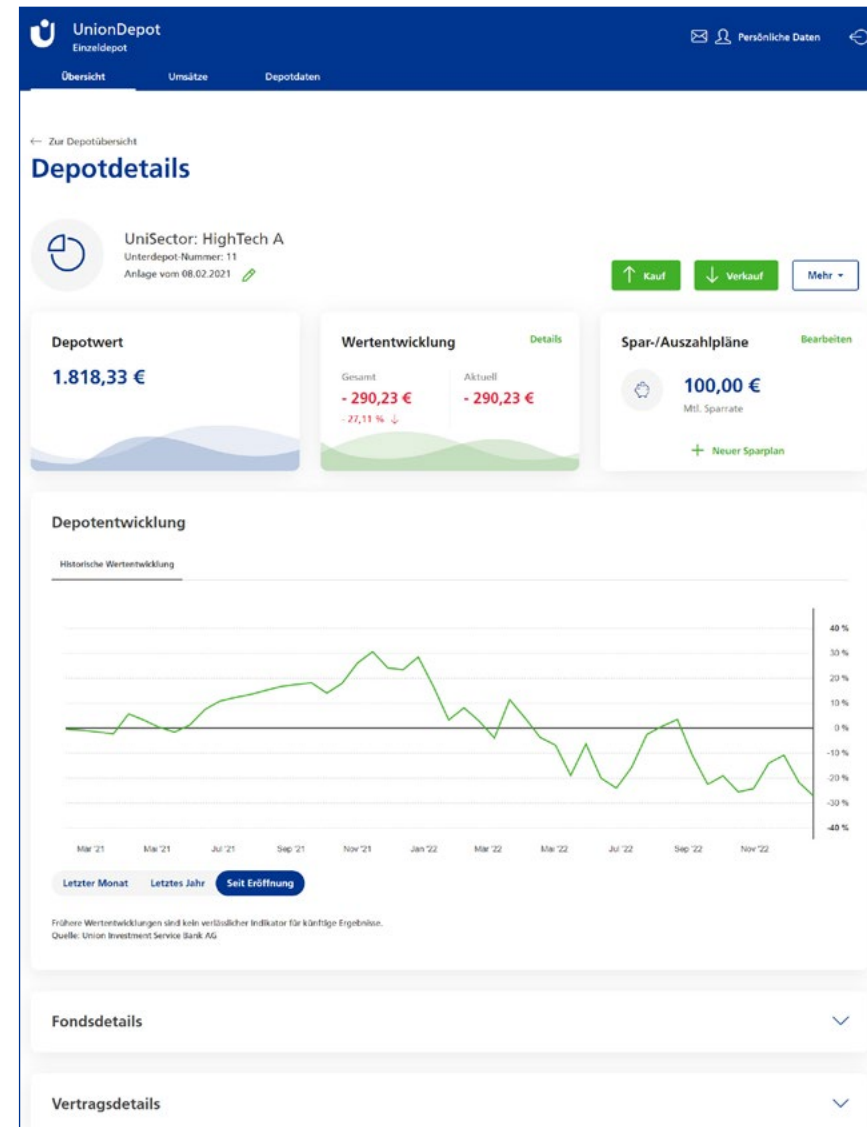 UnionDepot
Einzeldepot
Persönliche Daten
Übersicht Umsätze Depotdaten
← Zur Depotübersicht
Depotdetails
UniSector: HighTech A
Unterdepot-Nummer: 11
Anlage vom 08.02.2021
↑ Kauf ↓ Verkauf Mehr
Depotwert
1.818,33 €
Wertentwicklung Details
Gesamt Aktuell
- 290,23 € - 290,23 €
- 27,11 % ↓
Spar-/Auszahlpläne Bearbeiten
100,00 €
Mtl. Sparrate
+ Neuer Sparplan
Depotentwicklung
Historische Wertentwicklung
40 %
30 %
20 %
10 %
0 %
-10 %
-20 %
-30 %
-40 %
Mär '21 Mai '21 Jul '21 Sep '21 Nov '21 Jan '22 Mär '22 Mai '22 Jul '22 Sep '22 Nov '22
Letzter Monat Letztes Jahr Seit Eröffnung
Frühere Wertentwicklungen sind kein verlässlicher Indikator für künftige Ergebnisse.
Quelle: Union Investment Service Bank AG
Fondsdetails
Vertragsdetails